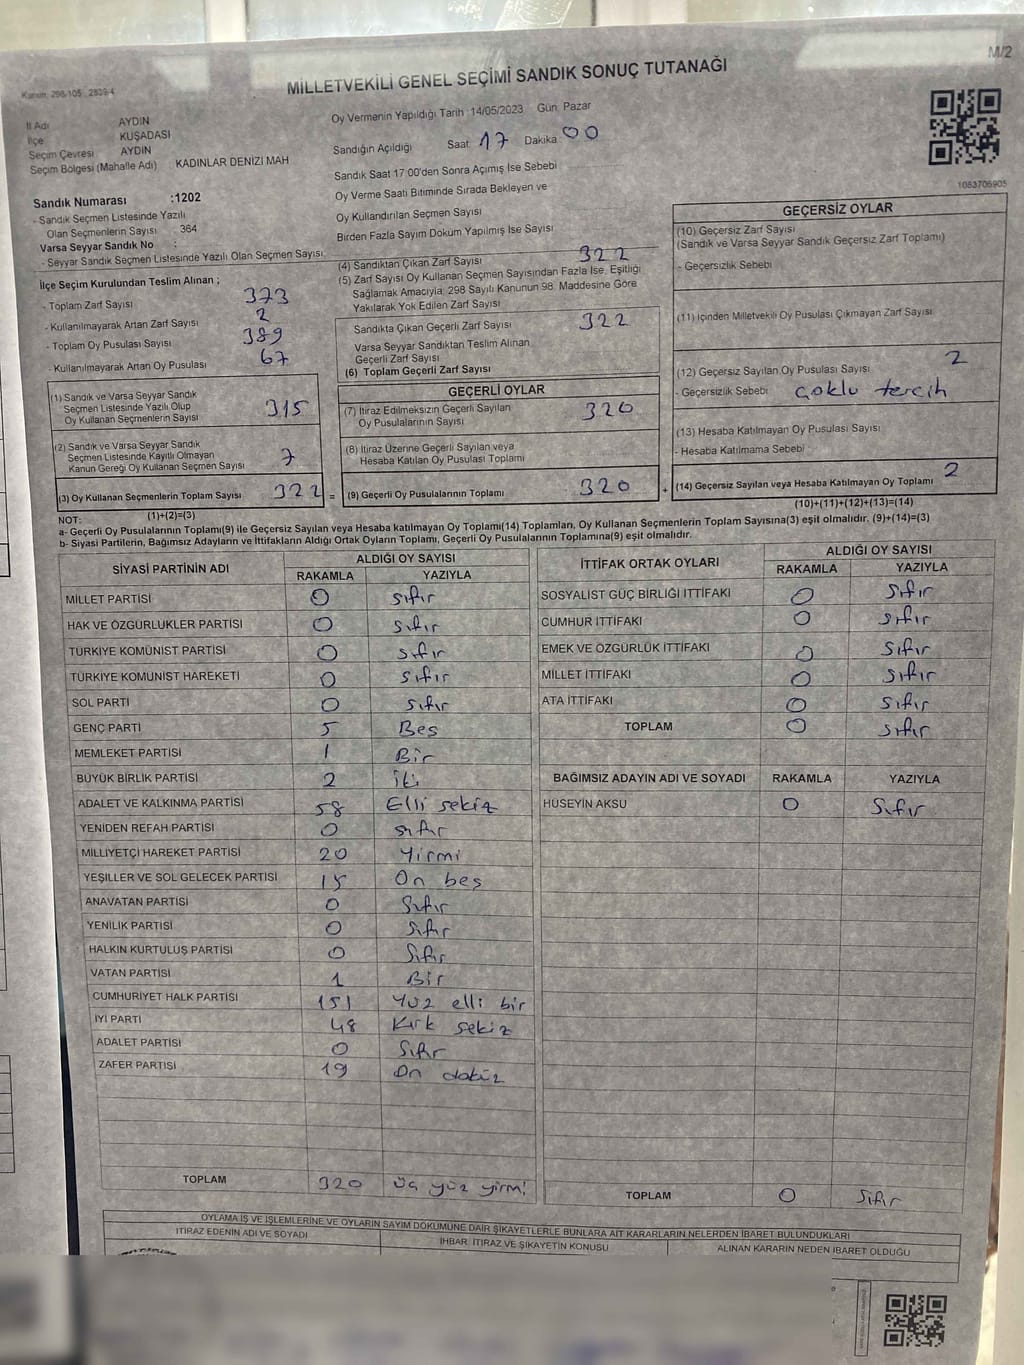 M/2
Kanun: 298/105 2839/4
MİLLETVEKİLİ GENEL SEÇİMİ SANDIK SONUÇ TUTANAĞI
İl Adı AYDIN
İlçe KUŞADASI
Seçim Çevresi AYDIN
Seçim Bölgesi (Mahalle Adı) KADINLAR DENİZİ MAH
Sandık Numarası :1202
- Sandık Seçmen Listesinde Yazılı
Olan Seçmenlerin Sayısı : 364
Varsa Seyyar Sandık No :
- Seyyar Sandık Seçmen Listesinde Yazılı Olan Seçmen Sayısı
Oy Vermenin Yapıldığı Tarih :14/05/2023 Gün: Pazar
Sandığın Açıldığı Saat 17 Dakika 00
Sandık Saat 17:00'den Sonra Açımış İse Sebebi
Oy Verme Saati Bitiminde Sırada Bekleyen ve
Oy Kullandırılan Seçmen Sayısı
Birden Fazla Sayım Döküm Yapılmış İse Sayısı
1083706905
İlçe Seçim Kurulundan Teslim Alınan ;
- Toplam Zarf Sayısı 373
- Kullanılmayarak Artan Zarf Sayısı 2
- Toplam Oy Pusulası Sayısı 389
- Kullanılmayarak Artan Oy Pusulası 67
(4) Sandıktan Çıkan Zarf Sayısı 322
(5) Zarf Sayısı Oy Kullanan Seçmen Sayısından Fazla İse, Eşitliği
Sağlamak Amacıyla; 298 Sayılı Kanunun 98. Maddesine Göre
Yakılarak Yok Edilen Zarf Sayısı
Sandıkta Çıkan Geçerli Zarf Sayısı 322
Varsa Seyyar Sandıktan Teslim Alınan
Geçerli Zarf Sayısı
(6) Toplam Geçerli Zarf Sayısı
GEÇERSİZ OYLAR
(10) Geçersiz Zarf Sayısı
(Sandık ve Varsa Seyyar Sandık Geçersiz Zarf Toplamı)
- Geçersizlik Sebebi
(11) İçinden Milletvekili Oy Pusulası Çıkmayan Zarf Sayısı
(12) Geçersiz Sayılan Oy Pusulası Sayısı 2
- Geçersizlik Sebebi çoklu tercih
(13) Hesaba Katılmayan Oy Pusulası Sayısı
- Hesaba Katılmama Sebebi
(14) Geçersiz Sayılan veya Hesaba Katılmayan Oy Toplamı 2
(10)+(11)+(12)+(13)=(14)
(1) Sandık ve Varsa Seyyar Sandık
Seçmen Listesinde Yazılı Olup
Oy Kullanan Seçmenlerin Sayısı 315
(2) Sandık ve Varsa Seyyar Sandık
Seçmen Listesinde Kayıtlı Olmayan
Kanun Gereği Oy Kullanan Seçmen Sayısı 7
(3) Oy Kullanan Seçmenlerin Toplam Sayısı 322 =
(1)+(2)=(3)
GEÇERLİ OYLAR
(7) İtiraz Edilmeksizin Geçerli Sayılan
Oy Pusulalarının Sayısı 320
(8) İtiraz Üzerine Geçerli Sayılan veya
Hesaba Katılan Oy Pusulası Toplamı
(9) Geçerli Oy Pusulalarının Toplamı 320 +
NOT:
a- Geçerli Oy Pusulalarının Toplamı(9) ile Geçersiz Sayılan veya Hesaba katılmayan Oy Toplamı(14) Toplamları, Oy Kullanan Seçmenlerin Toplam Sayısına(3) eşit olmalıdır. (9)+(14)=(3)
b- Siyasi Partilerin, Bağımsız Adayların ve İttifakların Aldığı Ortak Oyların Toplamı, Geçerli Oy Pusulalarının Toplamına(9) eşit olmalıdır.
SİYASİ PARTİNİN ADI ALDIĞI OY SAYISI
RAKAMLA YAZIYLA
MİLLET PARTİSİ 0 sıfır
HAK VE ÖZGÜRLÜKLER PARTİSİ 0 sıfır
TÜRKİYE KOMÜNİST PARTİSİ 0 sıfır
TÜRKİYE KOMÜNİST HAREKETİ 0 sıfır
SOL PARTİ 0 sıfır
GENÇ PARTİ 5 Beş
MEMLEKET PARTİSİ 1 Bir
BÜYÜK BİRLİK PARTİSİ 2 iki
ADALET VE KALKINMA PARTİSİ 58 Elli sekiz
YENİDEN REFAH PARTİSİ 0 sıfır
MİLLİYETÇİ HAREKET PARTİSİ 20 Yirmi
YEŞİLLER VE SOL GELECEK PARTİSİ 15 On beş
ANAVATAN PARTİSİ 0 Sıfır
YENİLİK PARTİSİ 0 Sıfır
HALKIN KURTULUŞ PARTİSİ 0 Sıfır
VATAN PARTİSİ 1 Bir
CUMHURİYET HALK PARTİSİ 151 Yüz elli bir
İYİ PARTİ 48 Kırk sekiz
ADALET PARTİSİ 0 Sıfır
ZAFER PARTİSİ 19 On dokuz
TOPLAM 320 üç yüz yirmi
İTTİFAK ORTAK OYLARI ALDIĞI OY SAYISI
RAKAMLA YAZIYLA
SOSYALİST GÜÇ BİRLİĞİ İTTİFAKI 0 sıfır
CUMHUR İTTİFAKI 0 sıfır
EMEK VE ÖZGÜRLÜK İTTİFAKI 0 sıfır
MİLLET İTTİFAKI 0 sıfır
ATA İTTİFAKI 0 sıfır
TOPLAM 0 sıfır
BAĞIMSIZ ADAYIN ADI VE SOYADI RAKAMLA YAZIYLA
HÜSEYİN AKSU 0 Sıfır
TOPLAM 0 Sıfır
OYLAMA İŞ VE İŞLEMLERİNE VE OYLARIN SAYIM DÖKÜMÜNE DAİR ŞİKAYETLERLE BUNLARA AİT KARARLARIN NELERDEN İBARET BULUNDUKLARI
İTİRAZ EDENİN ADI VE SOYADI İHBAR, İTİRAZ VE ŞİKAYETİN KONUSU ALINAN KARARIN NEDEN İBARET OLDUĞU